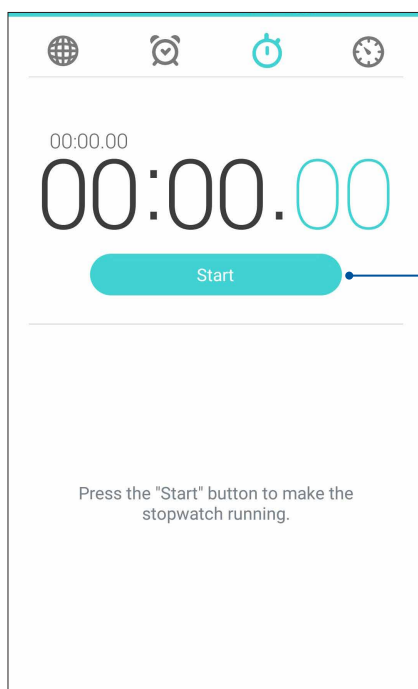 00:00.00
00:00.00
Start
Press the "Start" button to make the
stopwatch running.